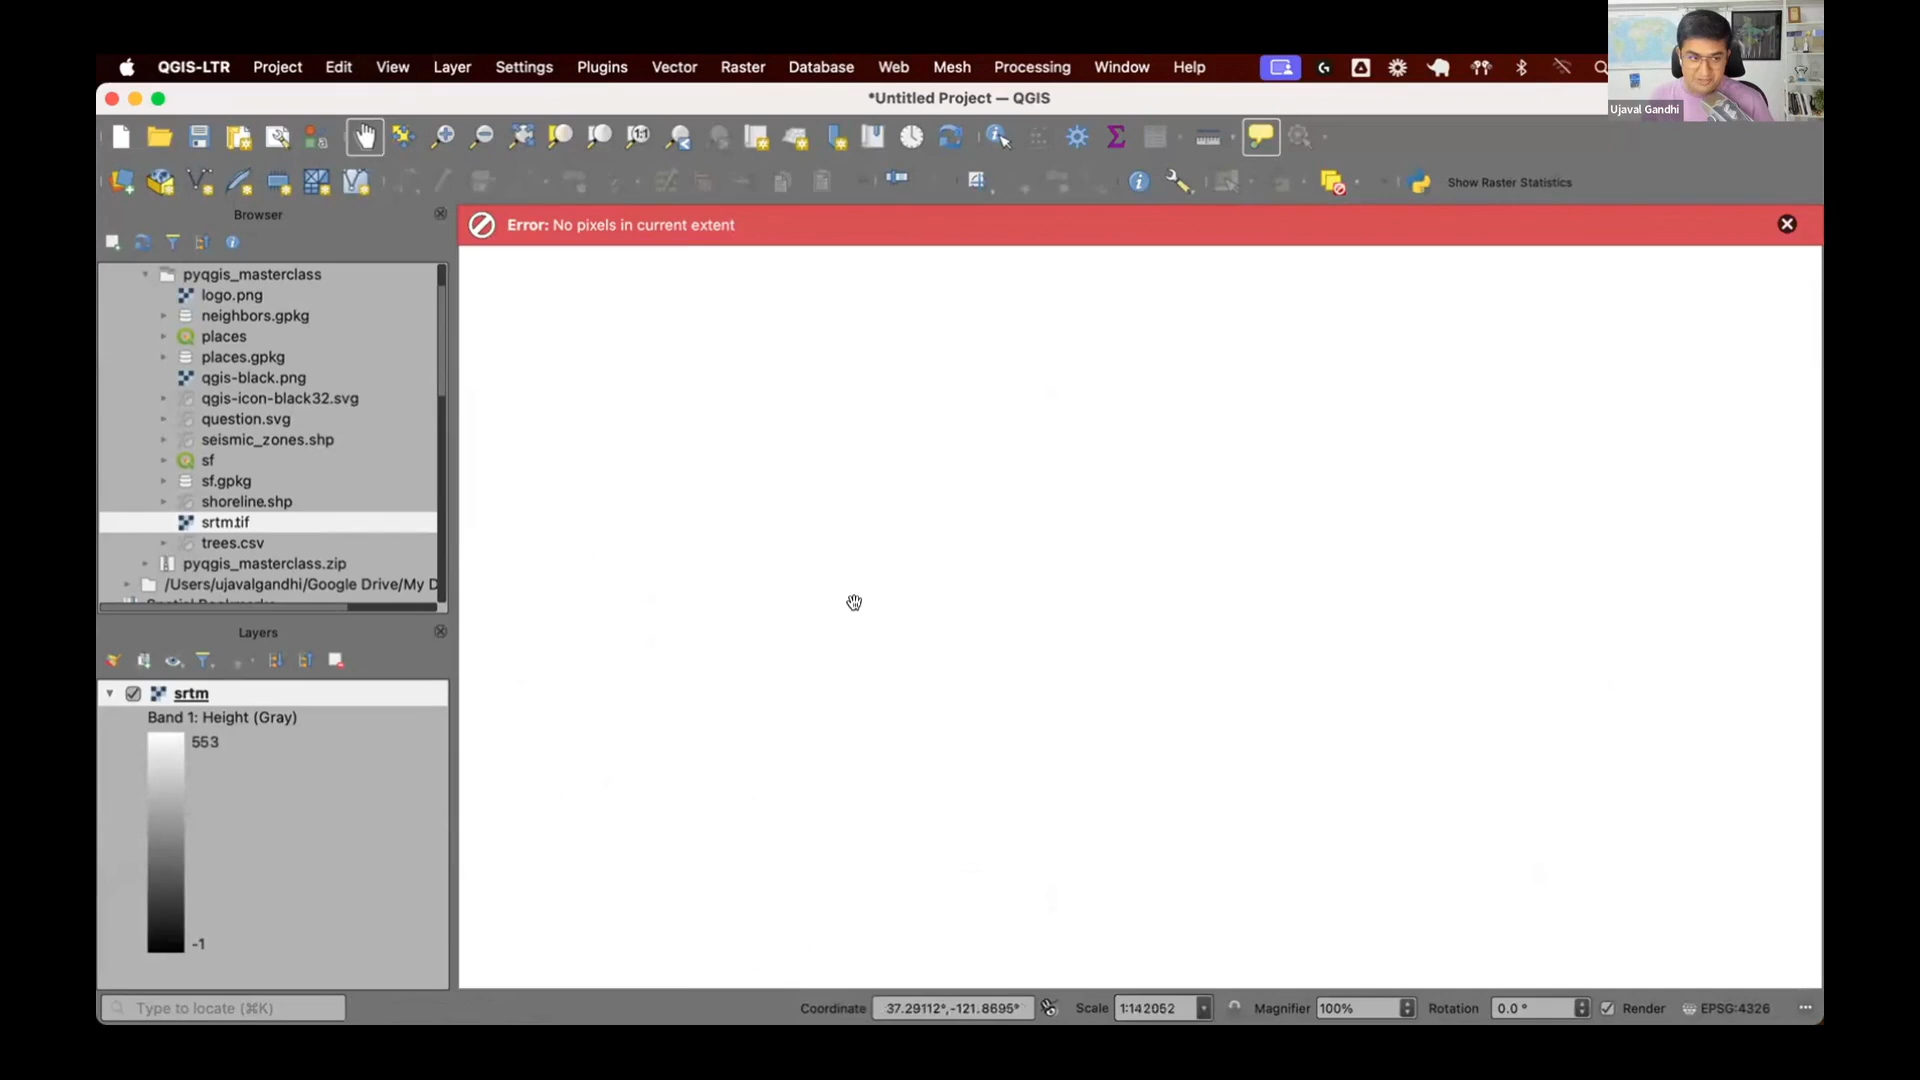 QGIS-LTR Project Edit View Layer Settings Plugins Vector Raster Database Web Mesh Processing Window Help
Ujaval Gandhi
*Untitled Project — QGIS
1:1
Show Raster Statistics
Browser
Error: No pixels in current extent
pyqgis_masterclass
logo.png
neighbors.gpkg
places
places.gpkg
qgis-black.png
qgis-icon-black32.svg
question.svg
seismic_zones.shp
sf
sf.gpkg
shoreline.shp
srtm.tif
trees.csv
pyqgis_masterclass.zip
/Users/ujavalgandhi/Google Drive/My D
Layers
srtm
Band 1: Height (Gray)
553
-1
Type to locate (⌘K)
Coordinate 37.29112°,-121.8695° Scale 1:142052 Magnifier 100% Rotation 0.0 ° Render EPSG:4326